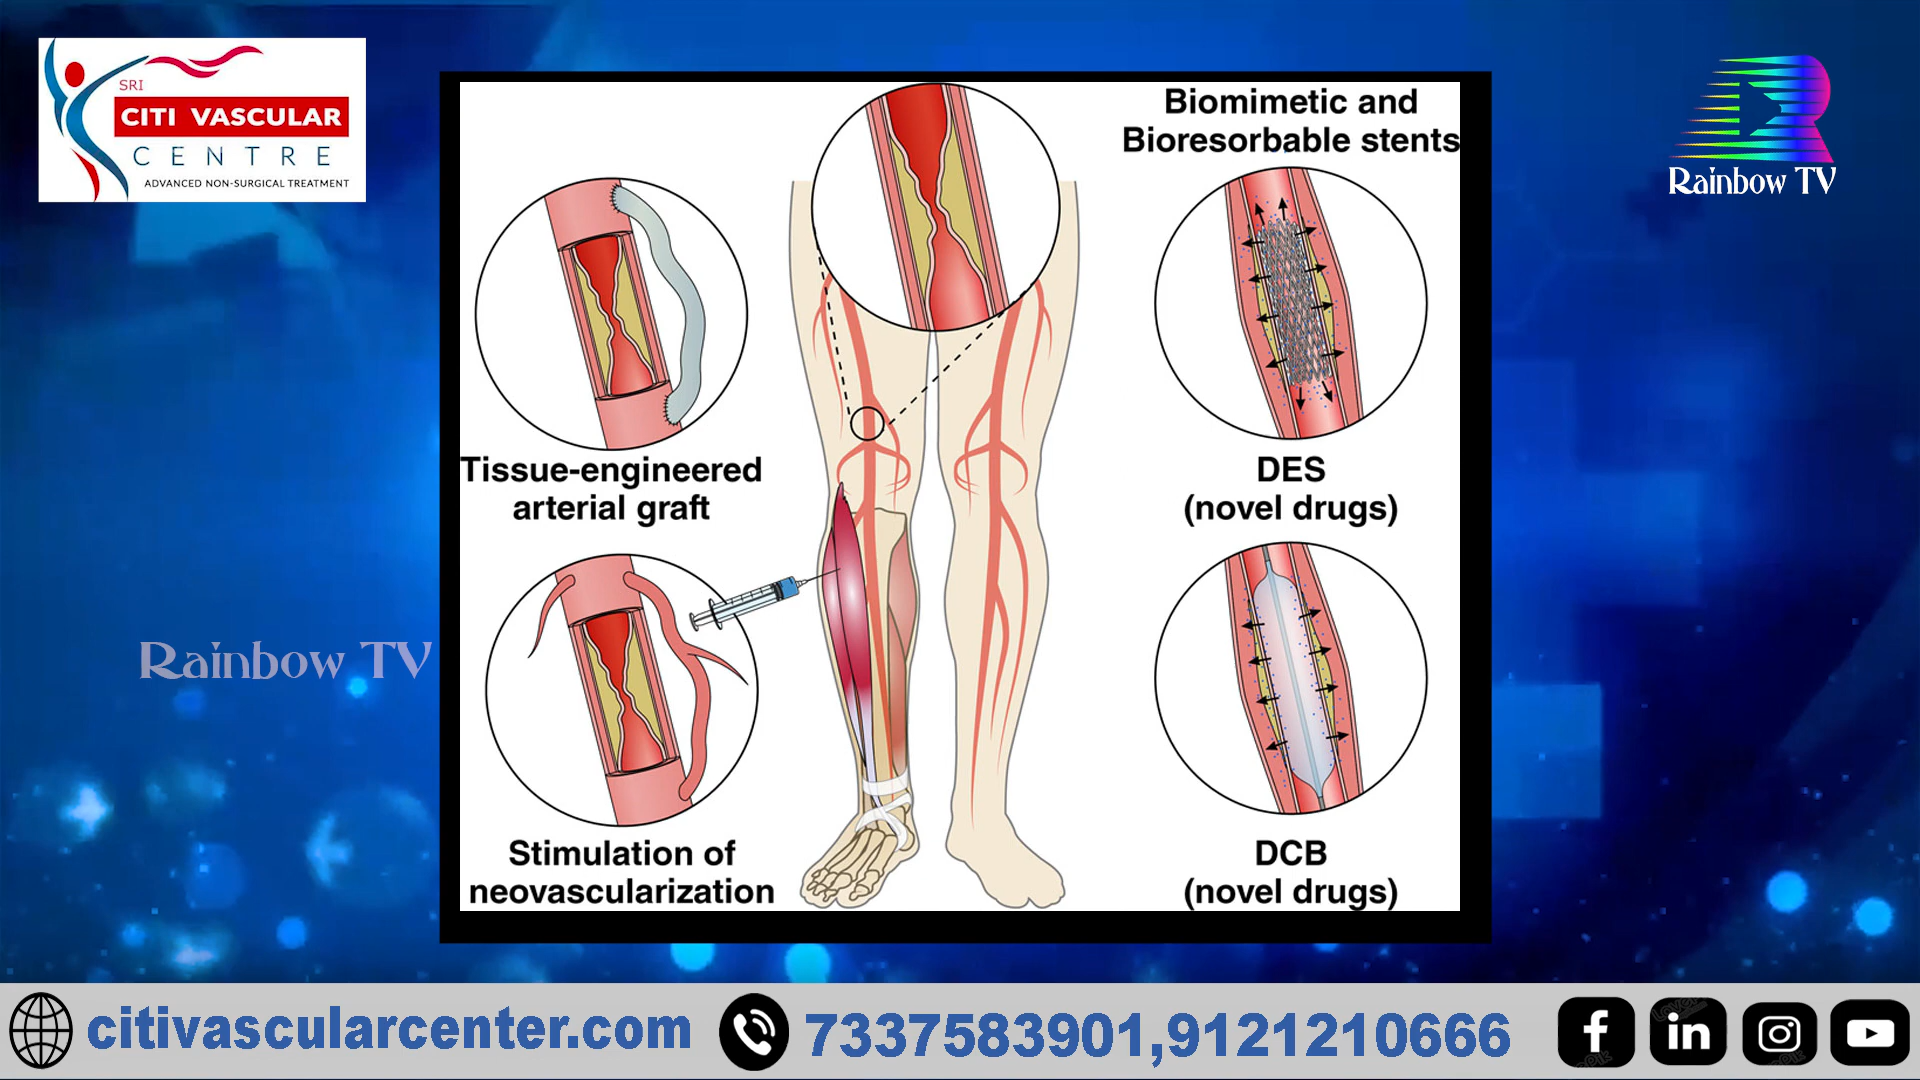 SRI
CITI VASCULAR
CENTRE
ADVANCED NON-SURGICAL TREATMENT
Rainbow TV
Biomimetic and
Bioresorbable stents
Tissue-engineered
arterial graft
DES
(novel drugs)
Rainbow TV
Stimulation of
neovascularization
DCB
(novel drugs)
citivascularcenter.com
7337583901,9121210666